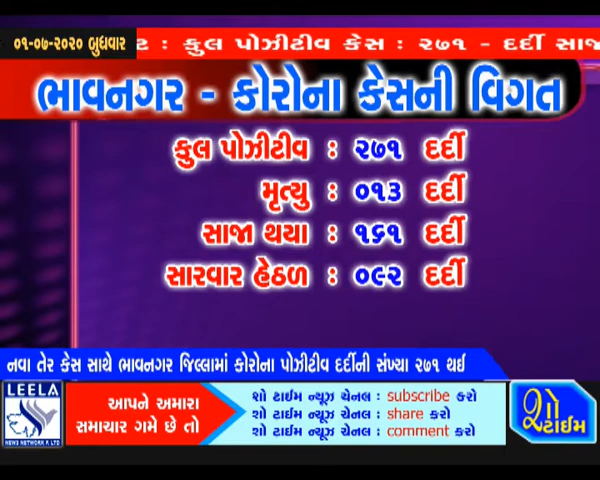 ૦૧-૦૭-૨૦૨૦ બુધવાર
ટ : કુલ પોઝીટીવ કેસ : ૨૭૧ - દર્દી સાજ
ભાવનગર - કોરોના કેસની વિગત
કુલ પોઝીટીવ : ૨૭૧ દર્દી
મૃત્યુ : ૦૧૩ દર્દી
સાજા થયા : ૧૬૧ દર્દી
સારવાર હેઠળ : ૦૯૨ દર્દી
નવા તેર કેસ સાથે ભાવનગર જિલ્લામાં કોરોના પોઝીટીવ દર્દીની સંખ્યા ૨૭૧ થઈ
LEELA
NEWS NETWORK P. LTD
આપને અમારા
સમાચાર ગમે છે તો
શો ટાઈમ ન્યૂઝ ચેનલ : subscribe કરો
શો ટાઈમ ન્યૂઝ ચેનલ : share કરો
શો ટાઈમ ન્યૂઝ ચેનલ : comment કરો
શો
ટાઈમ